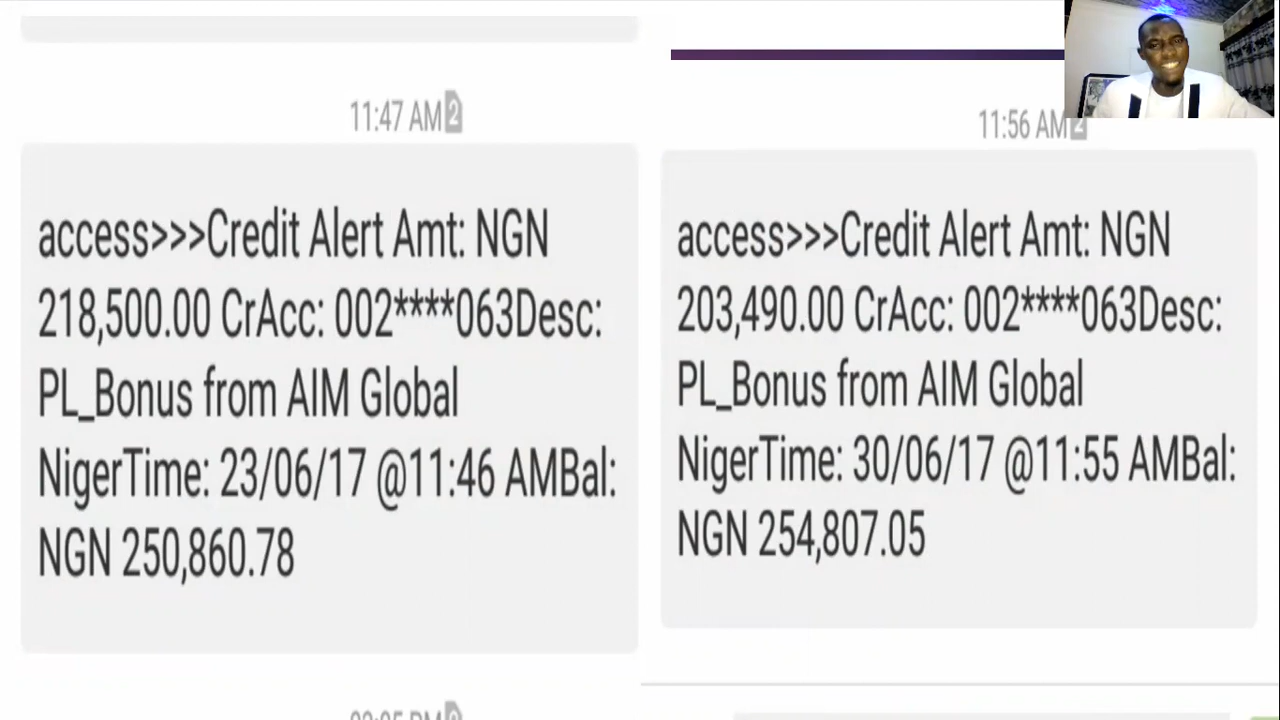 11:47 AM 2
access>>>Credit Alert Amt: NGN
218,500.00 CrAcc: 002****063Desc:
PL_Bonus from AIM Global
NigerTime: 23/06/17 @11:46 AMBal:
NGN 250,860.78
11:56 AM 2
access>>>Credit Alert Amt: NGN
203,490.00 CrAcc: 002****063Desc:
PL_Bonus from AIM Global
NigerTime: 30/06/17 @11:55 AMBal:
NGN 254,807.05